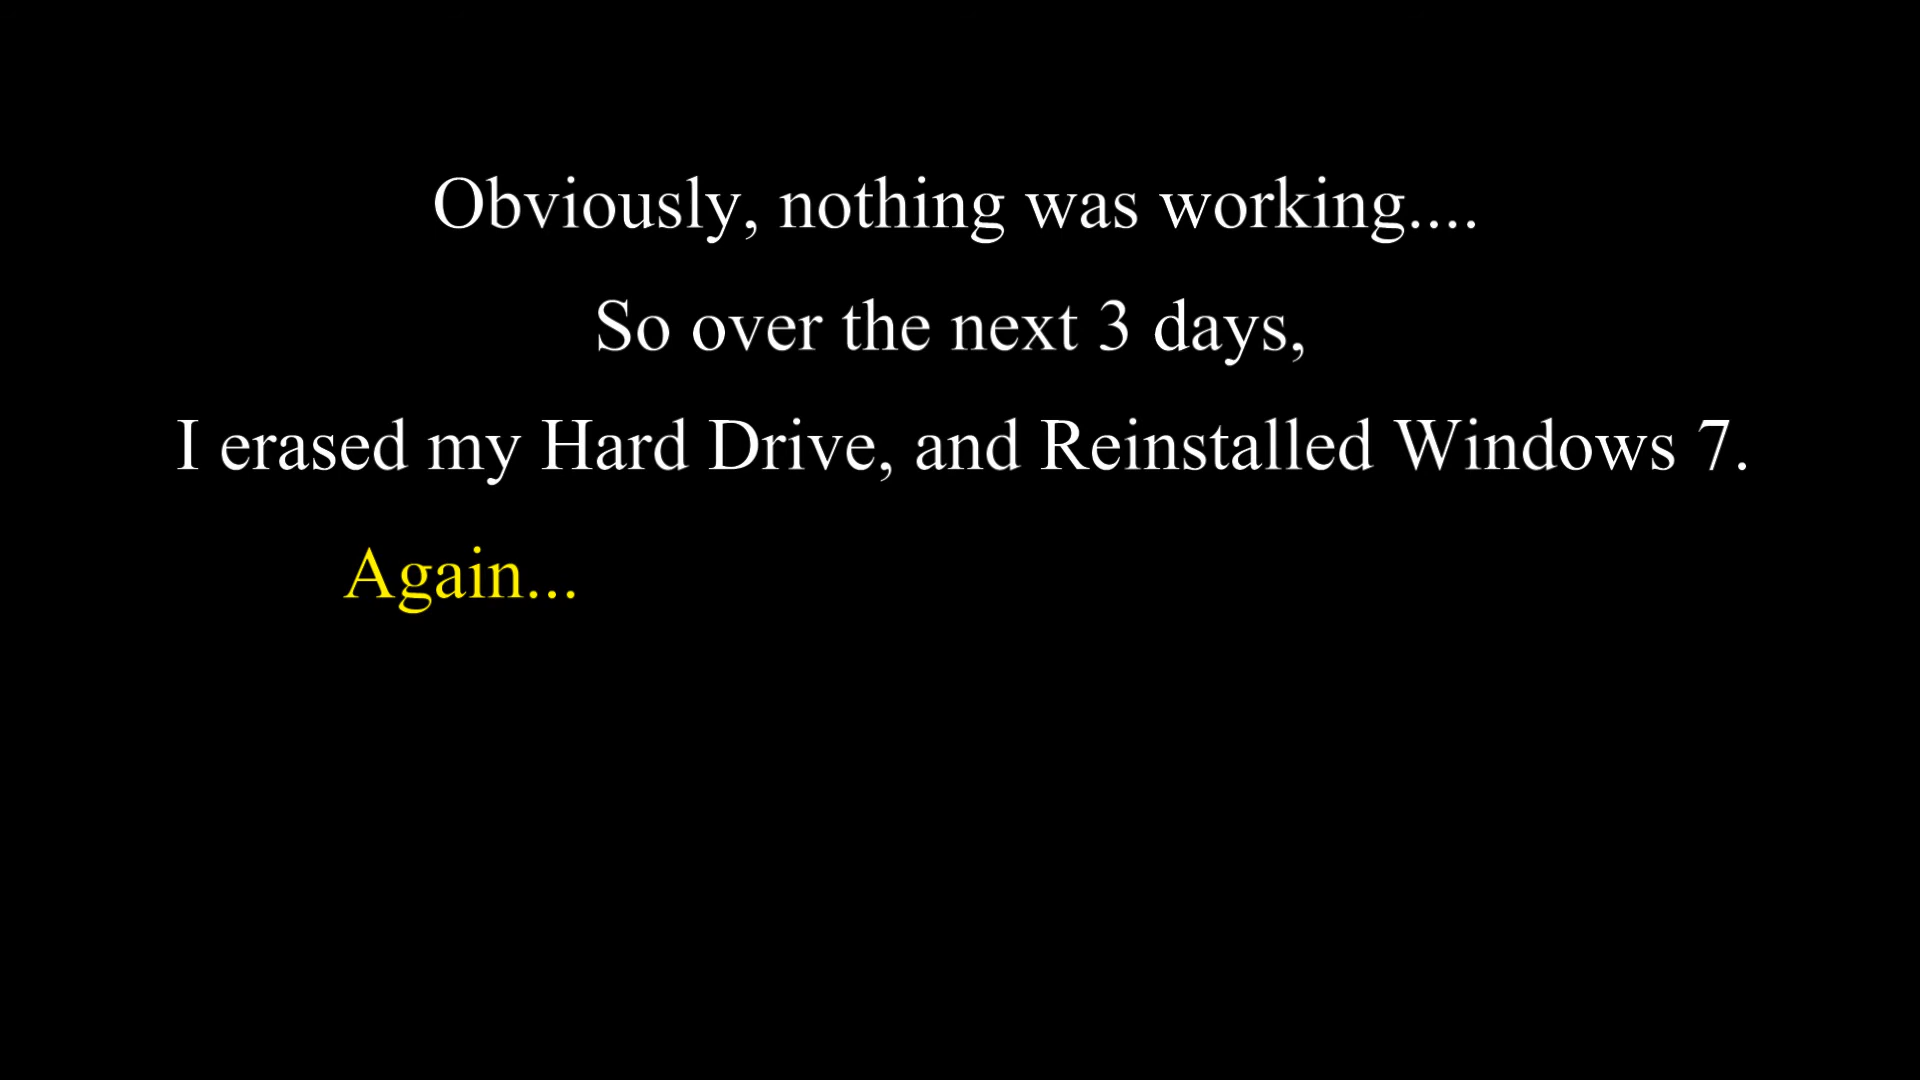 Obviously, nothing was working....
So over the next 3 days,
I erased my Hard Drive, and Reinstalled Windows 7.
Again...